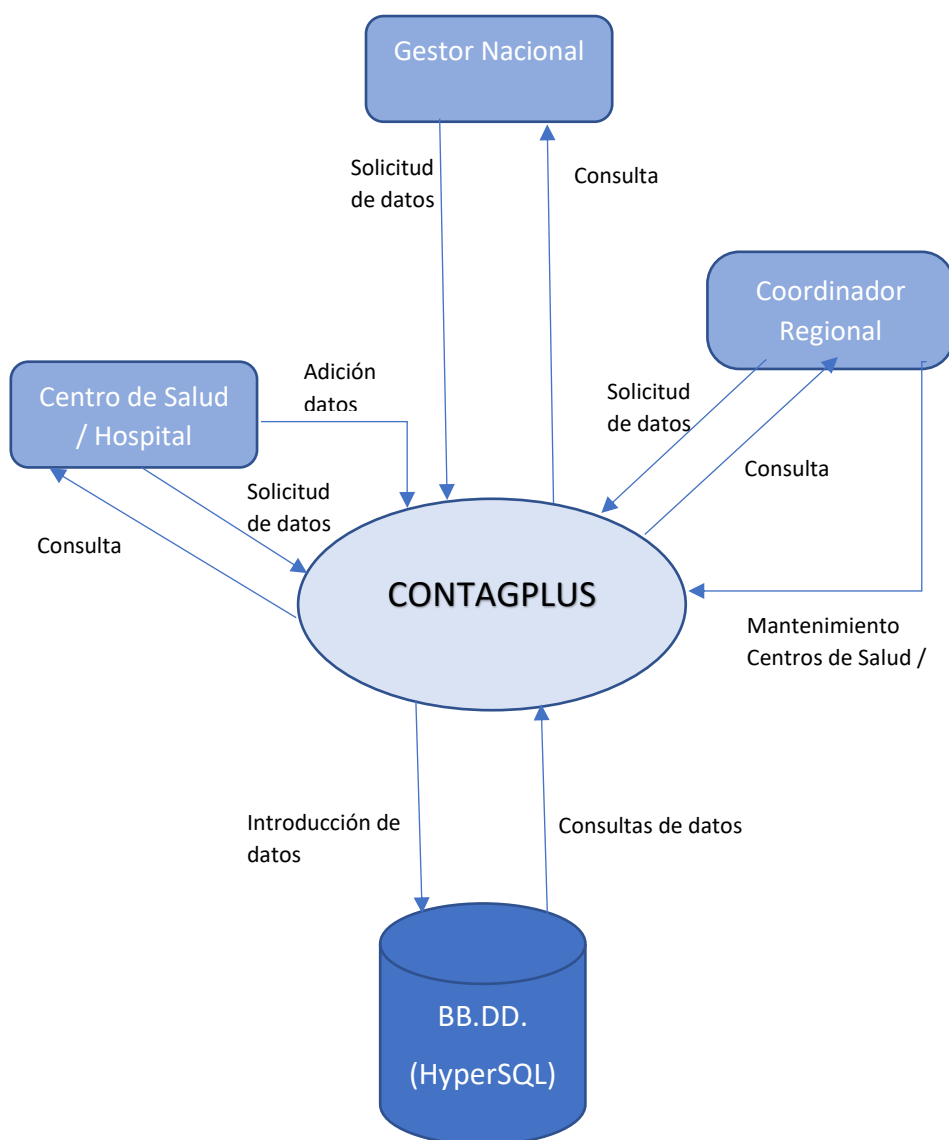 Gestor Nacional
Solicitud
de datos
Consulta
Coordinador
Regional
Centro de Salud
/ Hospital
Adición
datos
Solicitud
de datos
Consulta
Solicitud
de datos
Consulta
CONTAGPLUS
Mantenimiento
Centros de Salud /
Introducción de
datos
Consultas de datos
BB.DD.
(HyperSQL)